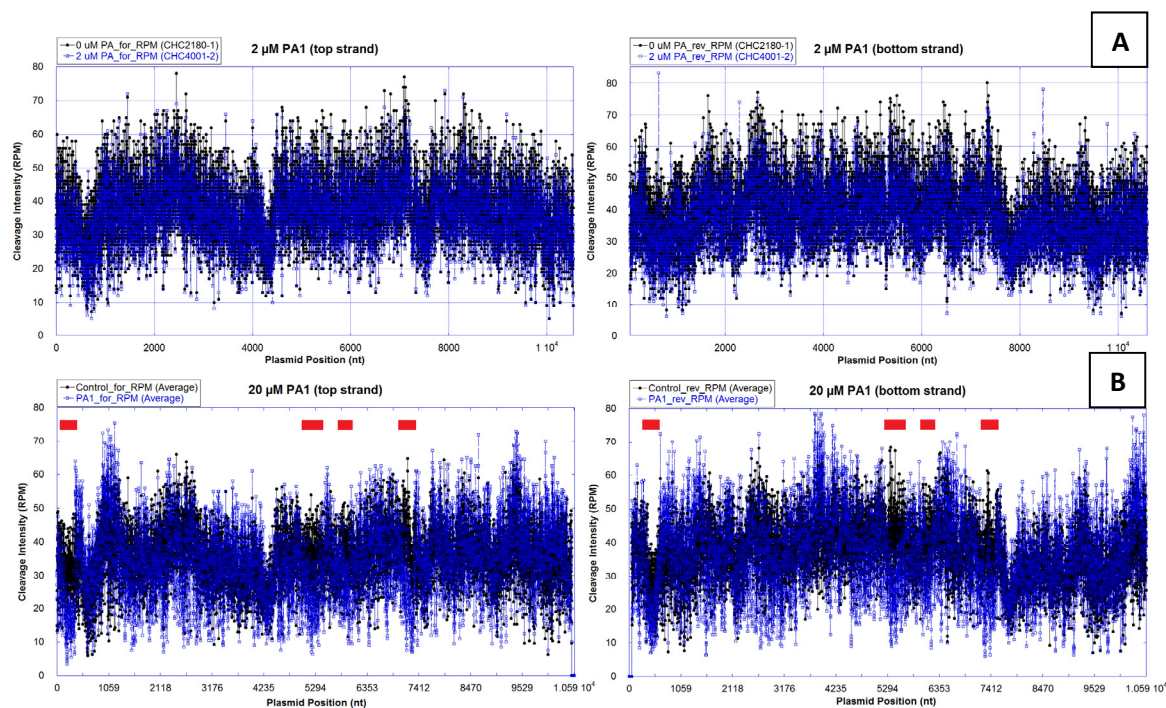 A
2 µM PA1 (top strand)
0 uM PA_for_RPM (CHC2180-1)
2 uM PA_for_RPM (CHC4001-2)
Cleavage Intensity (RPM)
80
70
60
50
40
30
20
10
0
0 2000 4000 6000 8000 1 10⁴
Plasmid Position (nt)
2 µM PA1 (bottom strand)
0 uM PA_rev_RPM (CHC2180-1)
2 uM PA_rev_RPM (CHC4001-2)
Cleavage Intensity (RPM)
80
70
60
50
40
30
20
10
0
2000 4000 6000 8000 1 10⁴
Plasmid Position (nt)
B
20 µM PA1 (top strand)
Control_for_RPM (Average)
PA1_for_RPM (Average)
Cleavage Intensity (RPM)
80
70
60
50
40
30
20
10
0
0 1059 2118 3176 4235 5294 6353 7412 8470 9529 1.059 10⁴
Plasmid Position (nt)
20 µM PA1 (bottom strand)
Control_rev_RPM (Average)
PA1_rev_RPM (Average)
Cleavage Intensity (RPM)
80
70
60
50
40
30
20
10
0
0 1059 2118 3176 4235 5294 6353 7412 8470 9529 1.059 10⁴
Plasmid Position (nt)